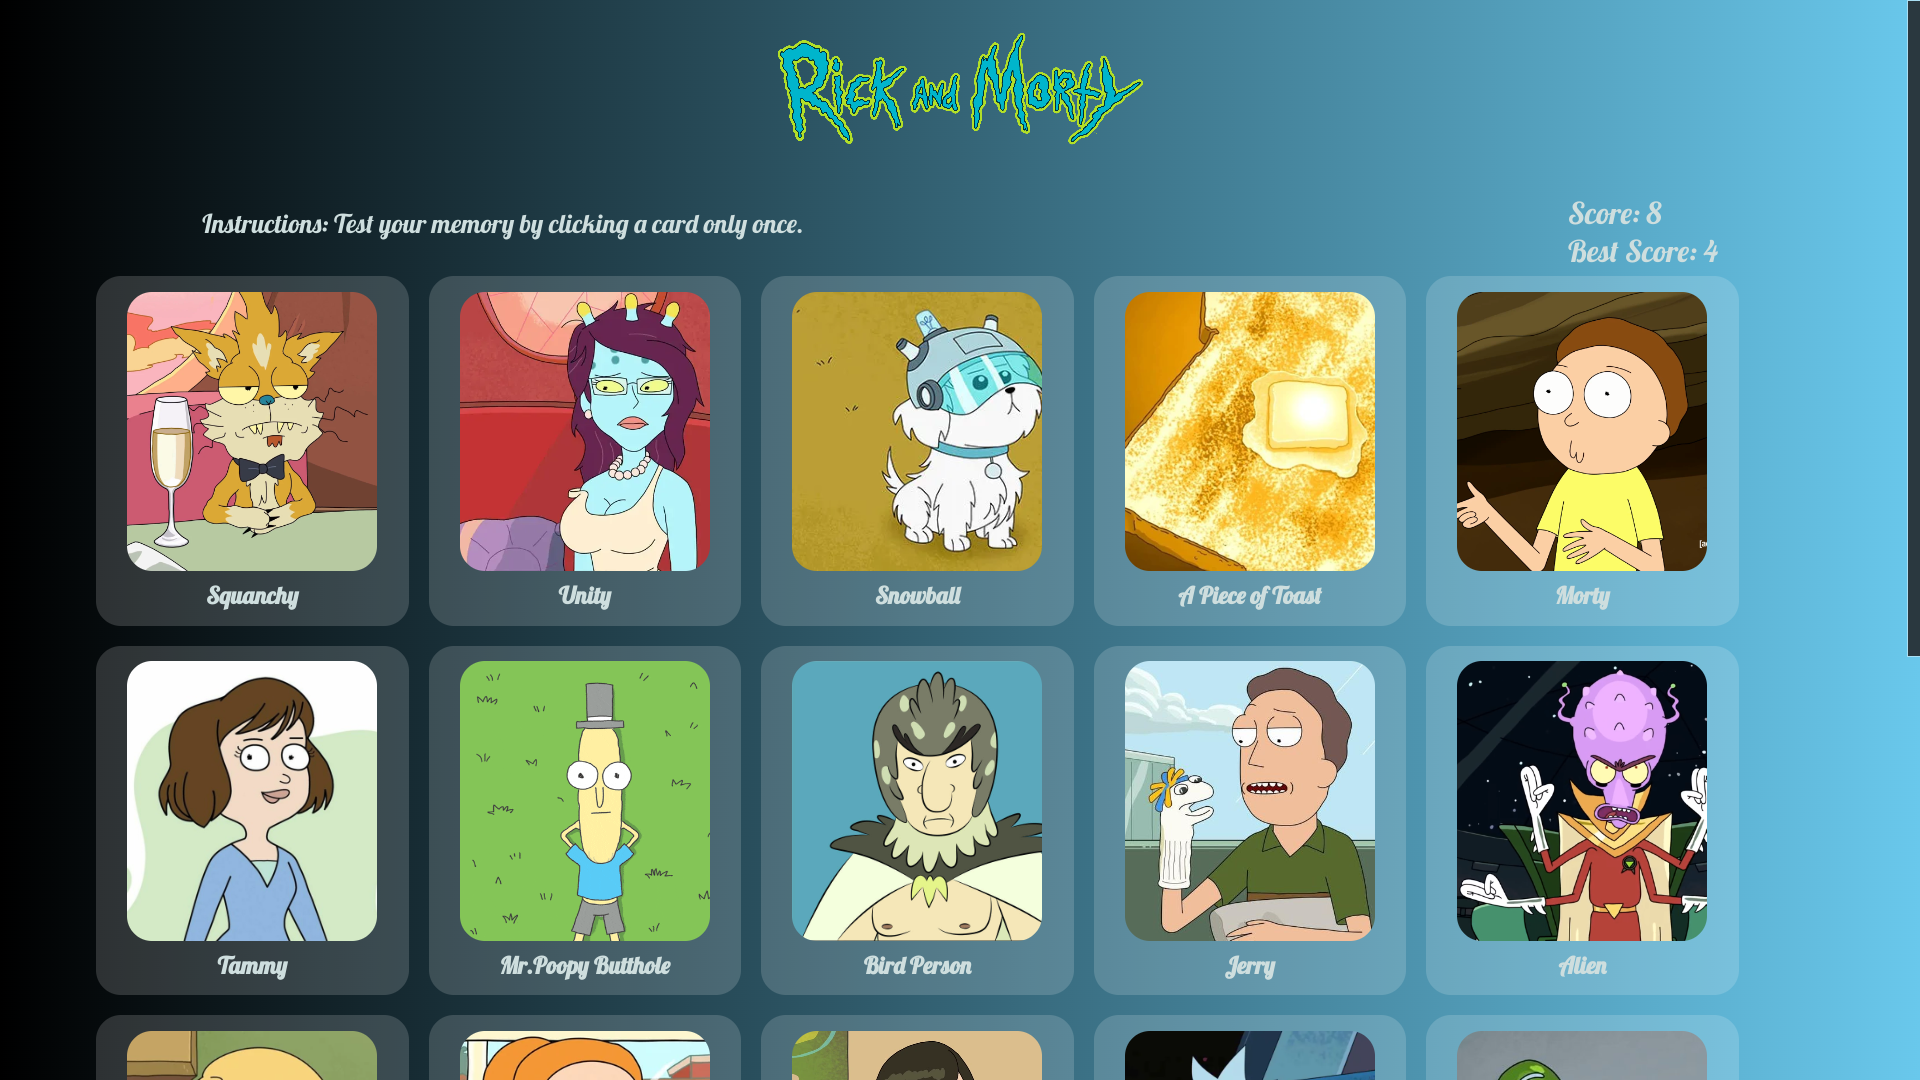 Rick and Morty
Instructions: Test your memory by clicking a card only once.
Score: 8
Best Score: 4
Squanchy
Unity
Snowball
A Piece of Toast
Morty
Tammy
Mr.Poopy Butthole
Bird Person
Jerry
Alien